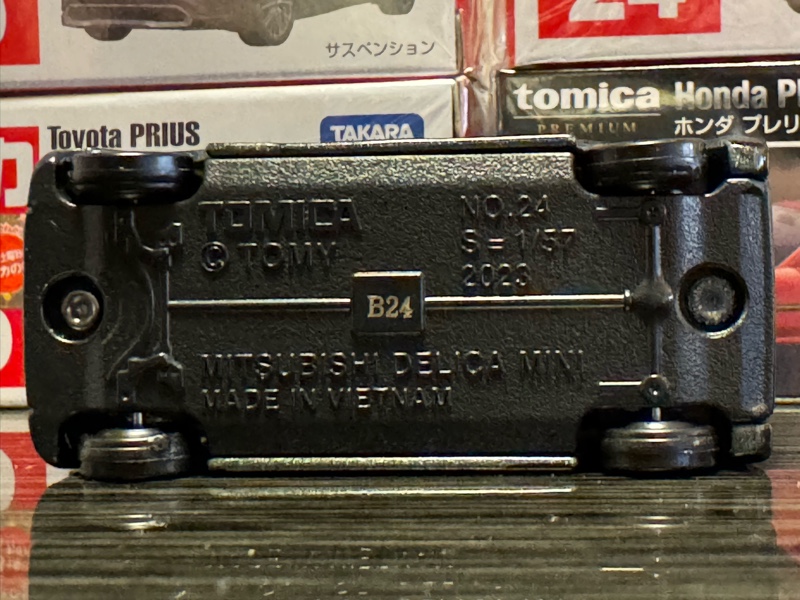 サスペンション
24
Toyota PRIUS
TAKARA
tomica
PREMIUM
Honda
ホンダ プレリ
TOMICA
© TOMY
NO.24
S=1/57
2023
B24
MITSUBISHI DELICA MINI
MADE IN VIETNAM